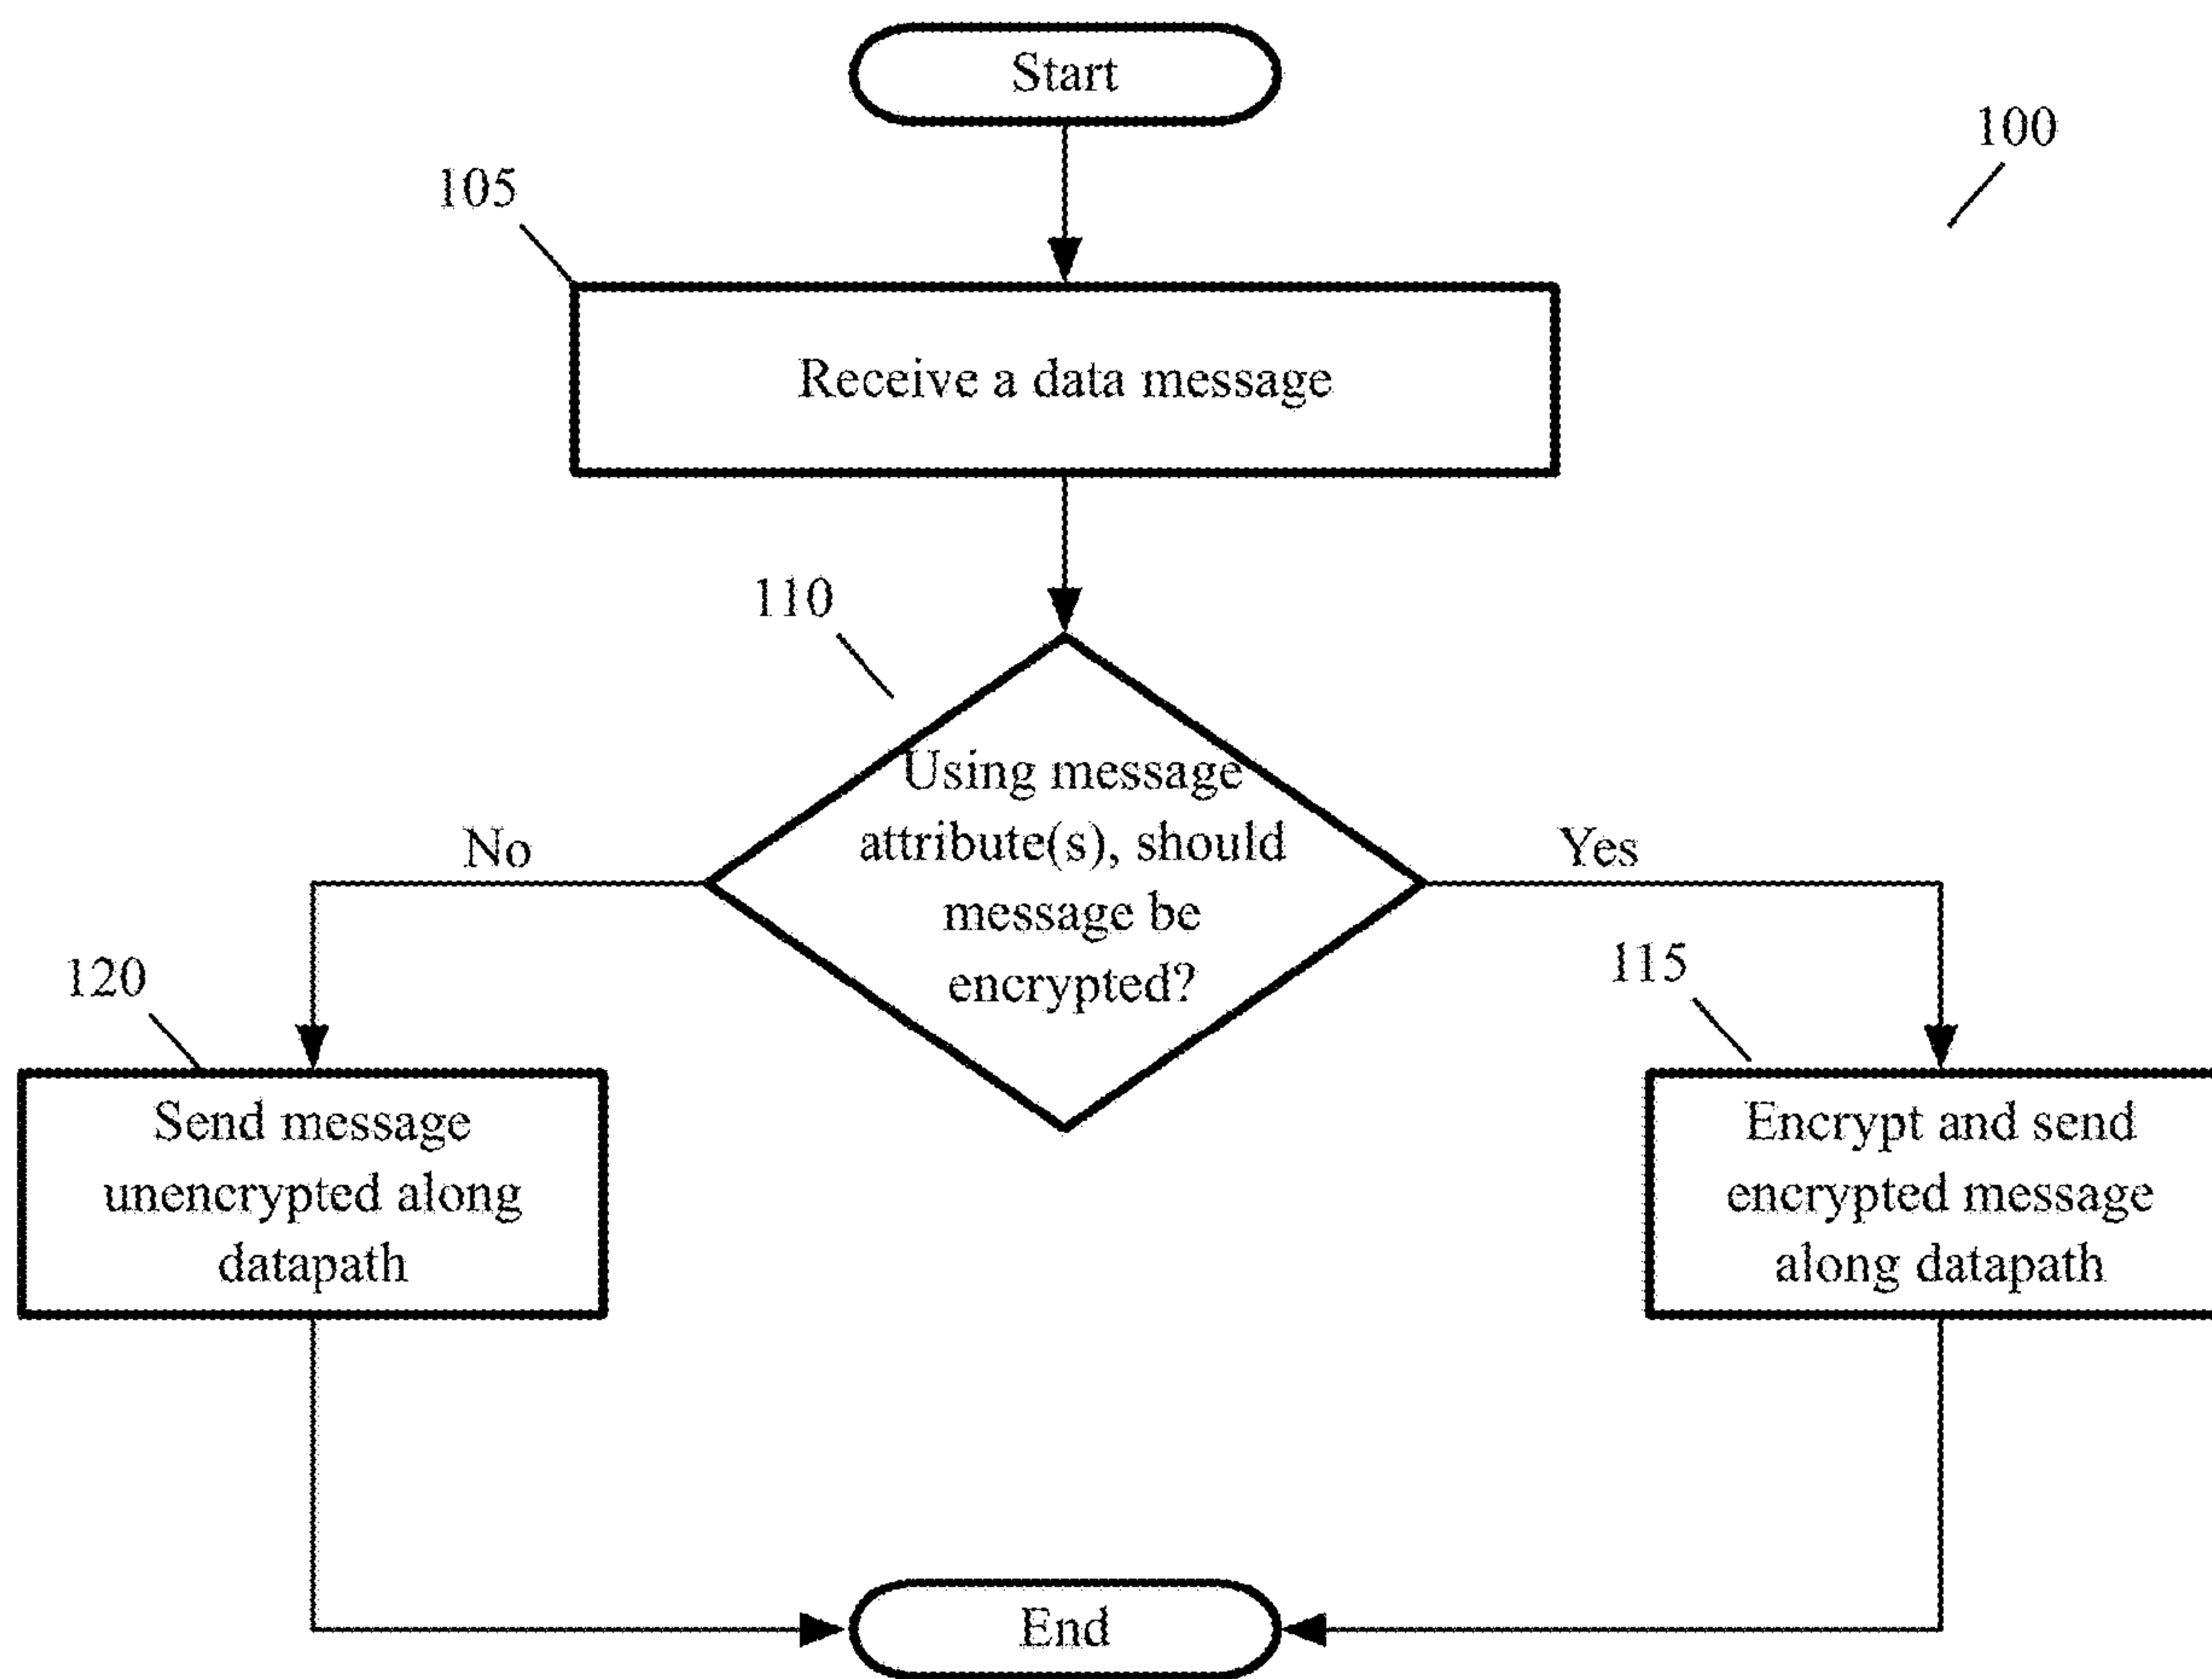 Start
100
105
Receive a data message
110
Using message
attribute(s), should
message be
encrypted?
No
Yes
120
115
Send message
unencrypted along
datapath
Encrypt and send
encrypted message
along datapath
End